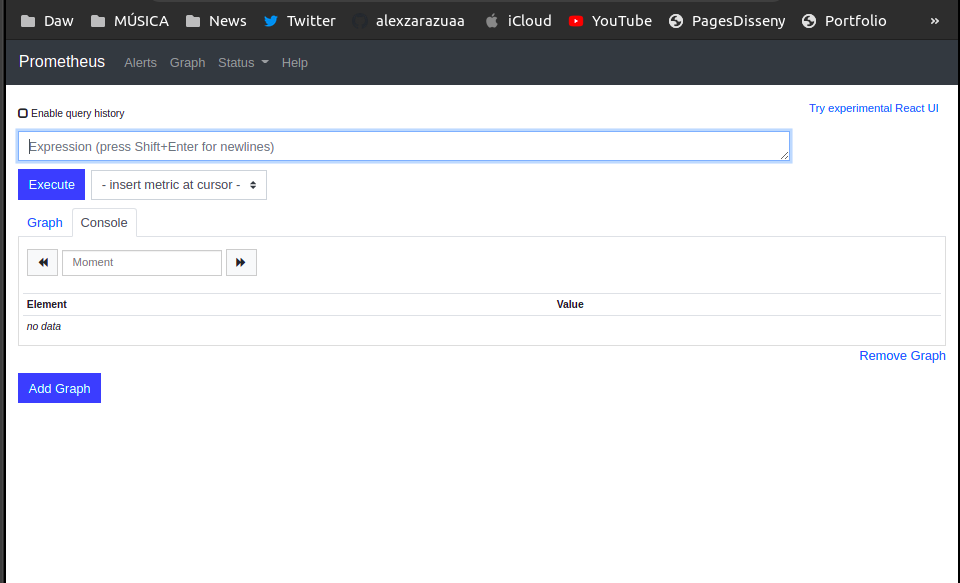 Daw MÚSICA News Twitter alexzarazuaa iCloud YouTube PagesDisseny Portfolio »
Prometheus Alerts Graph Status Help
Enable query history
Try experimental React UI
Expression (press Shift+Enter for newlines)
Execute - insert metric at cursor -
Graph Console
Moment
Element Value
no data
Remove Graph
Add Graph